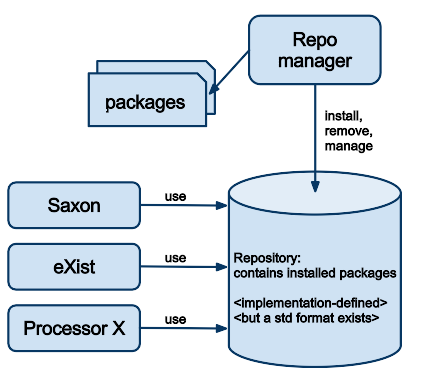 Repo
manager
packages
install,
remove,
manage
Saxon
use
eXist
use
Processor X
use
Repository:
contains installed packages
<implementation-defined>
<but a std format exists>